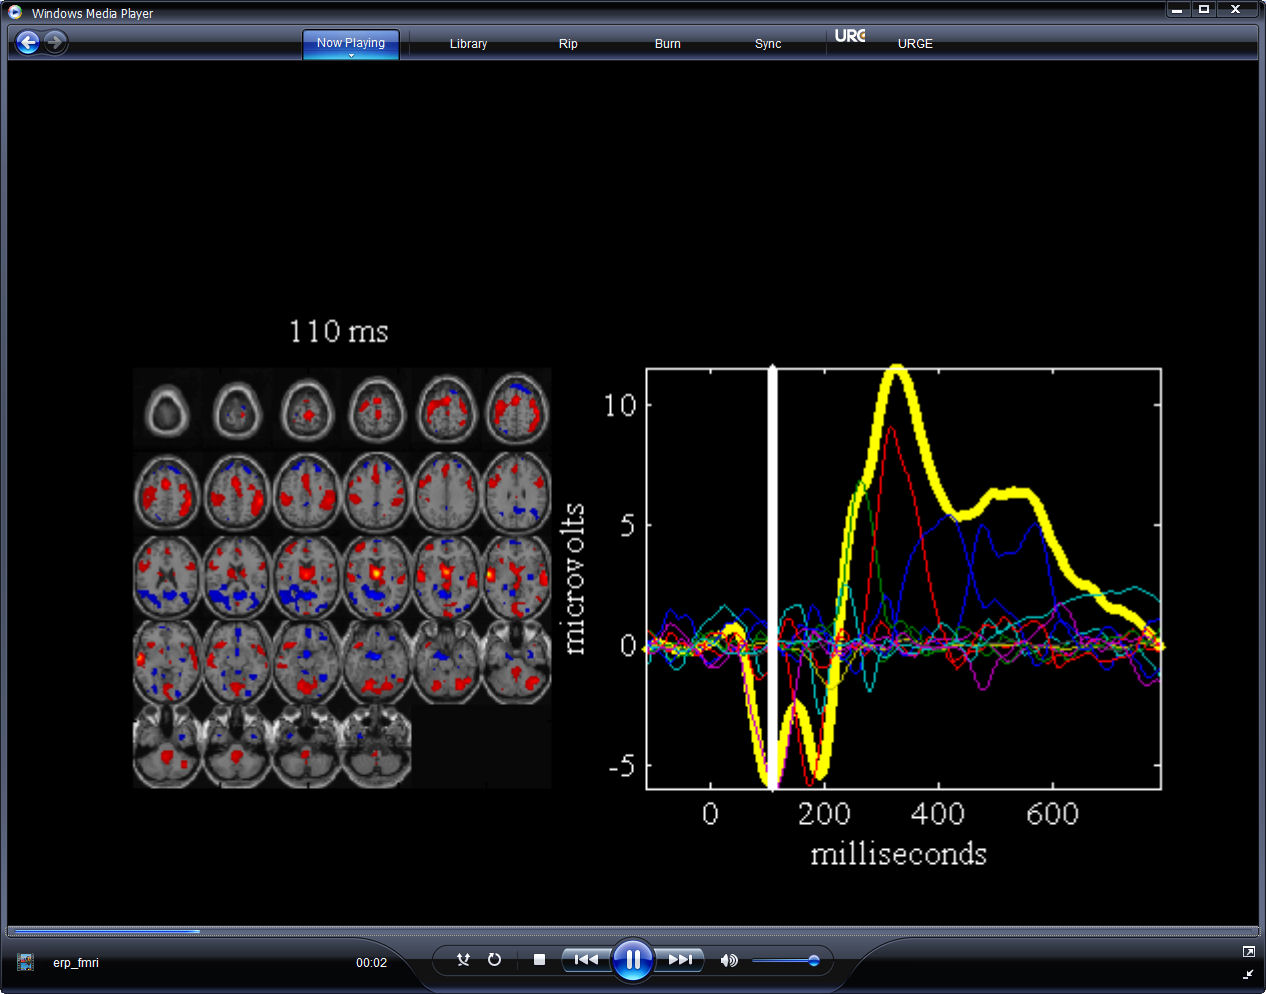 Windows Media Player
Now Playing
Library
Rip
Burn
Sync
URG
URGE
110 ms
microvolts
10
5
0
-5
0 200 400 600
milliseconds
erp_fmri
00:02